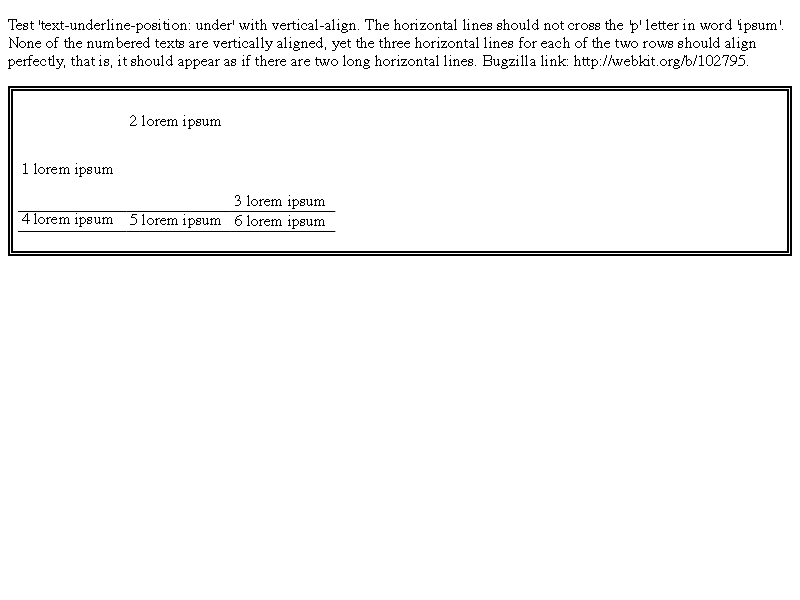 Test 'text-underline-position: under' with vertical-align. The horizontal lines should not cross the 'p' letter in word 'ipsum'.
None of the numbered texts are vertically aligned, yet the three horizontal lines for each of the two rows should align
perfectly, that is, it should appear as if there are two long horizontal lines. Bugzilla link: http://webkit.org/b/102795.
2 lorem ipsum
1 lorem ipsum
3 lorem ipsum
4 lorem ipsum 5 lorem ipsum 6 lorem ipsum